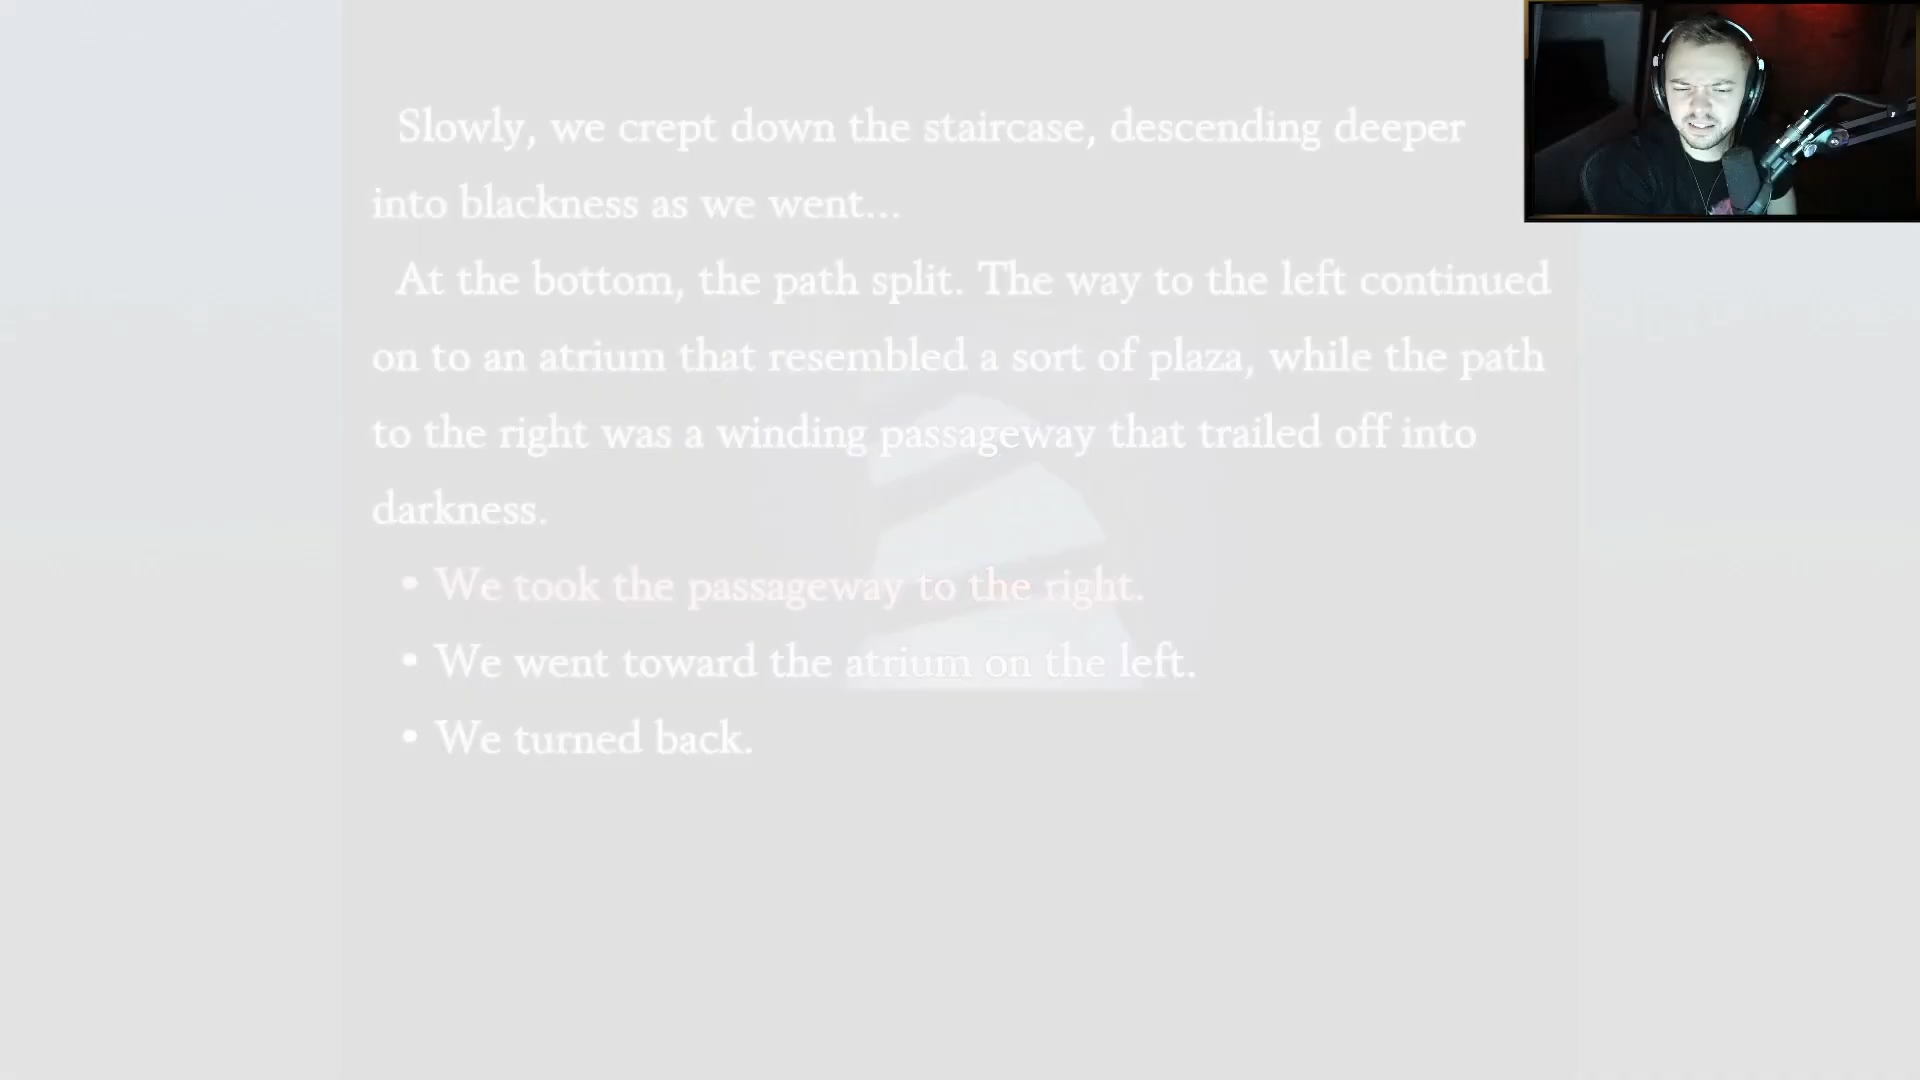 Slowly, we crept down the staircase, descending deeper
into blackness as we went...
At the bottom, the path split. The way to the left continued
on to an atrium that resembled a sort of plaza, while the path
to the right was a winding passageway that trailed off into
darkness.
• We took the passageway to the right.
• We went toward the atrium on the left.
• We turned back.